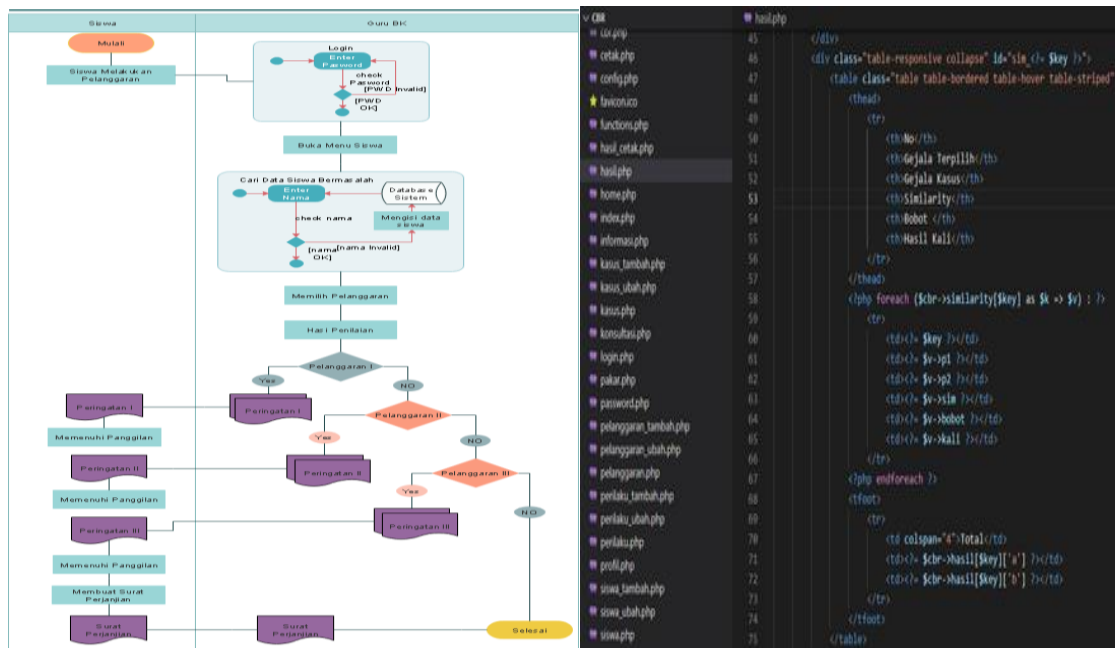 Siswa
Guru BK
Mulai
Siswa Melakukan
Pelanggaran
Login
Enter
Password
check
Pasword
[PWD Invalid]
[PWD
OK]
Buka Menu Siswa
Cari Data Siswa Bermasalah
Enter
Nama
Database
Sistem
check nama
Mengisi data
siswa
[nama Invalid]
[nama
OK]
Memilih Pelanggaran
Hasi Penilaian
Pelanggaran I
Yes
NO
Peringatan I
Peringatan I
Pelanggaran II
Memenuhi Panggilan
Yes
NO
Peringatan II
Peringatan II
Pelanggaran III
Memenuhi Panggilan
Yes
NO
Peringatan III
Peringatan III
Memenuhi Panggilan
Membuat Surat
Perjanjian
Surat
Perjanjian
Surat
Perjanjian
Selesai
CBR
cbr.php
cetak.php
config.php
favicon.ico
functions.php
hasil_cetak.php
hasil.php
home.php
index.php
informasi.php
kasus_tambah.php
kasus_ubah.php
kasus.php
konsultasi.php
login.php
pakar.php
password.php
pelanggaran_tambah.php
pelanggaran_ubah.php
pelanggaran.php
perilaku_tambah.php
perilaku_ubah.php
perilaku.php
profil.php
siswa_tambah.php
siswa_ubah.php
siswa.php
hasil.php
45 </div>
46 <div class="table-responsive collapse" id="sim_<?= $key ?>">
47 <table class="table table-bordered table-hover table-striped"
48 <thead>
49 <tr>
50 <th>No</th>
51 <th>Gejala Terpilih</th>
52 <th>Gejala Kasus</th>
53 <th>Similarity</th>
54 <th>Bobot </th>
55 <th>Hasil Kali</th>
56 </tr>
57 </thead>
58 <?php foreach ($cbr->similarity[$key] as $k => $v) : ?>
59 <tr>
60 <td><?= $key ?></td>
61 <td><?= $v->p1 ?></td>
62 <td><?= $v->p2 ?></td>
63 <td><?= $v->sim ?></td>
64 <td><?= $v->bobot ?></td>
65 <td><?= $v->kali ?></td>
66 </tr>
67 <?php endforeach ?>
68 <tfoot>
69 <tr>
70 <td colspan="4">Total</td>
71 <td><?= $cbr->hasil[$key]['a'] ?></td>
72 <td><?= $cbr->hasil[$key]['b'] ?></td>
73 </tr>
74 </tfoot>
75 </table>